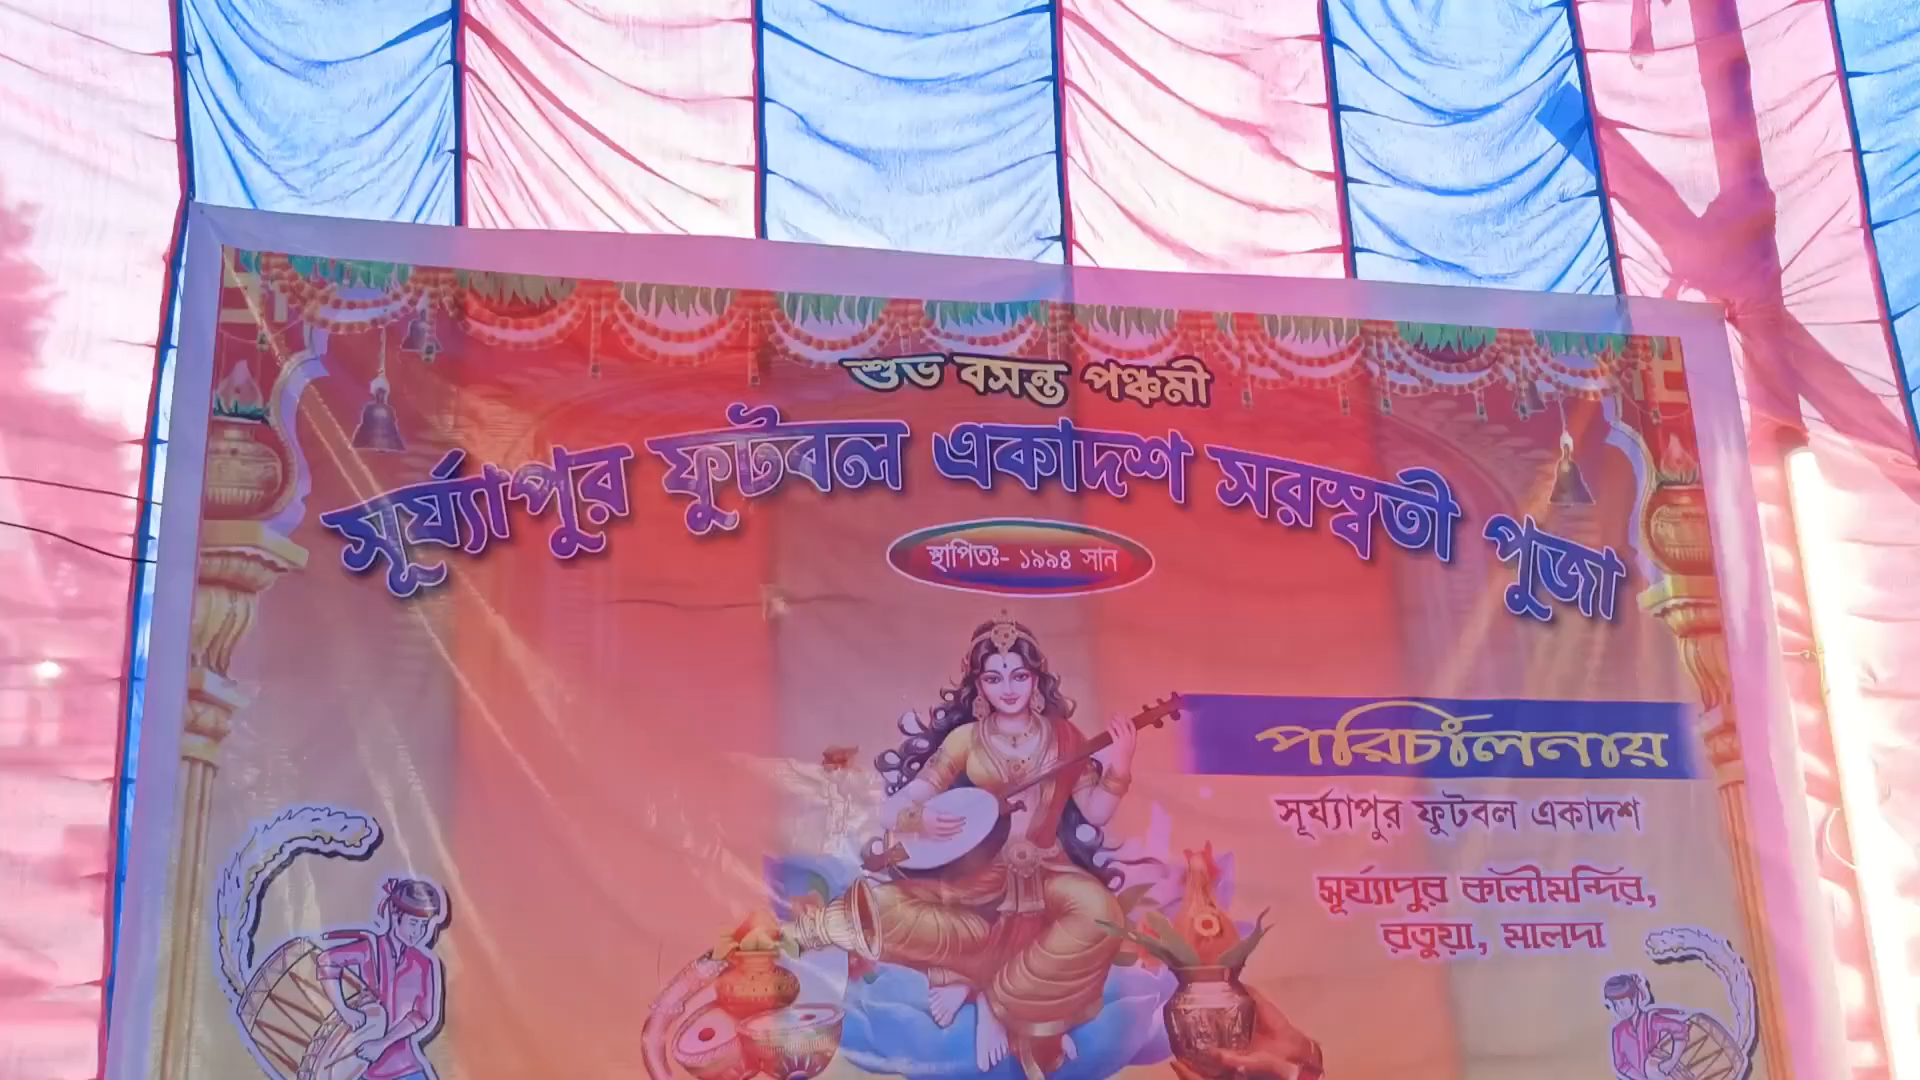 শুভ বসন্ত পঞ্চমী
সূর্য্যাপুর ফুটবল একাদশ সরস্বতী পুজা
স্থাপিতঃ- ১৯৯৪ সান
পরিচালনায়
সূর্য্যাপুর ফুটবল একাদশ
সূর্য্যাপুর কালীমন্দির,
রতুয়া, মালদা